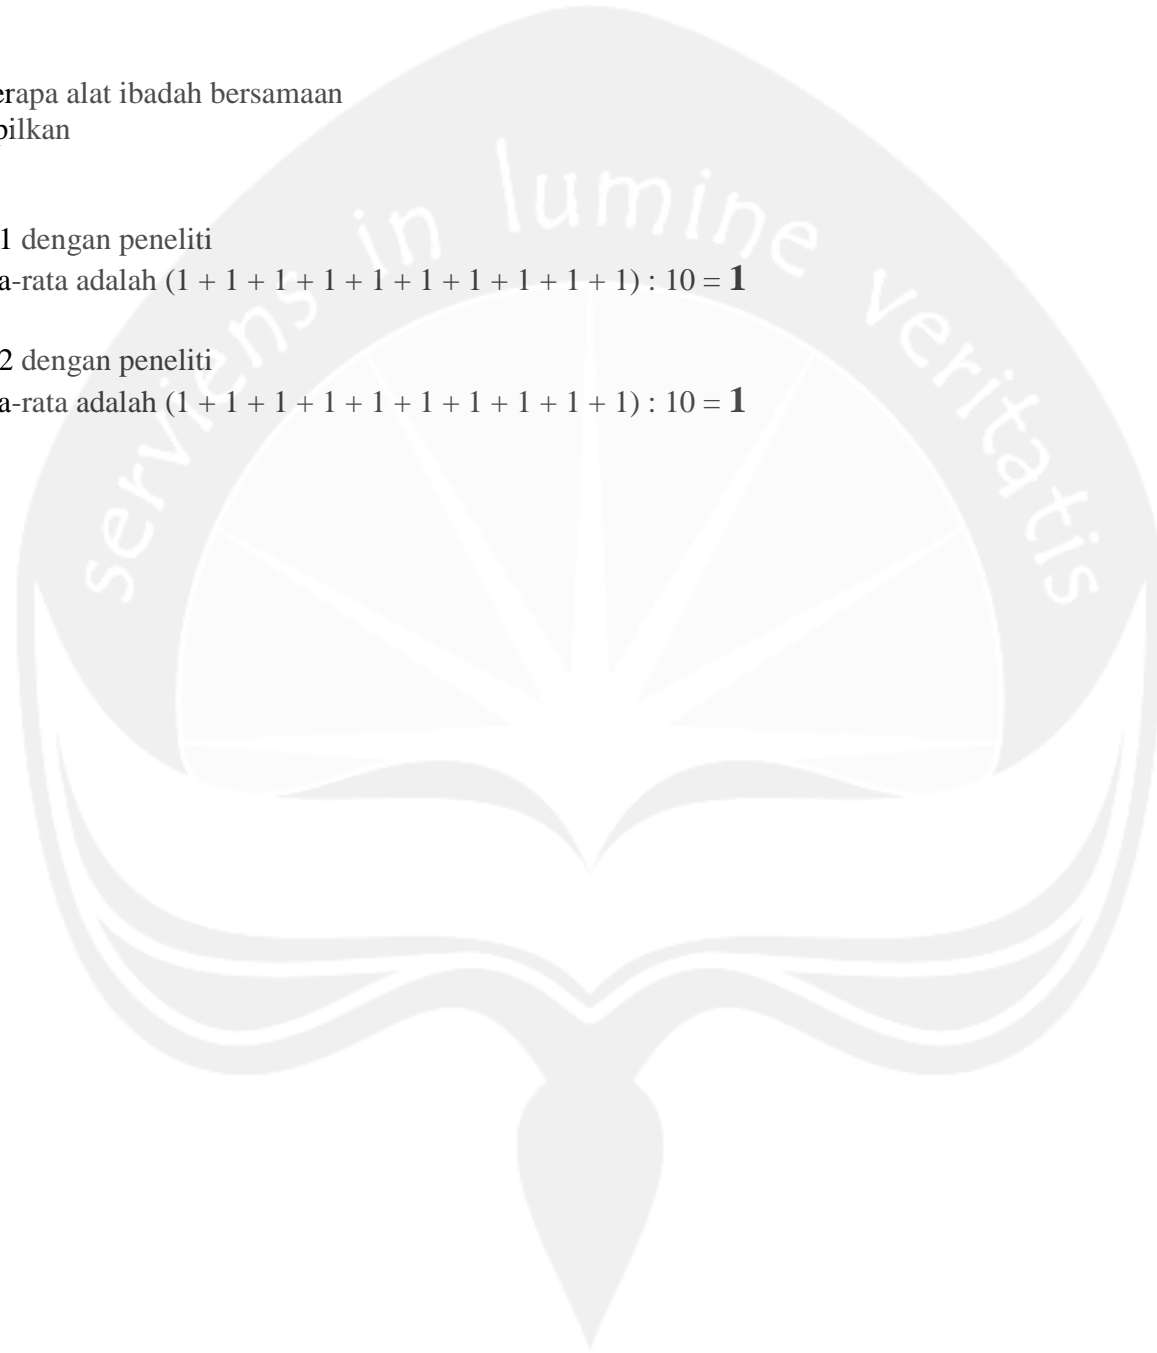 erapa alat ibadah bersamaan
pilkan
serviens in lumine veritatis
1 dengan peneliti
a-rata adalah (1 + 1 + 1 + 1 + 1 + 1 + 1 + 1 + 1 + 1) : 10 = 1
2 dengan peneliti
a-rata adalah (1 + 1 + 1 + 1 + 1 + 1 + 1 + 1 + 1 + 1) : 10 = 1